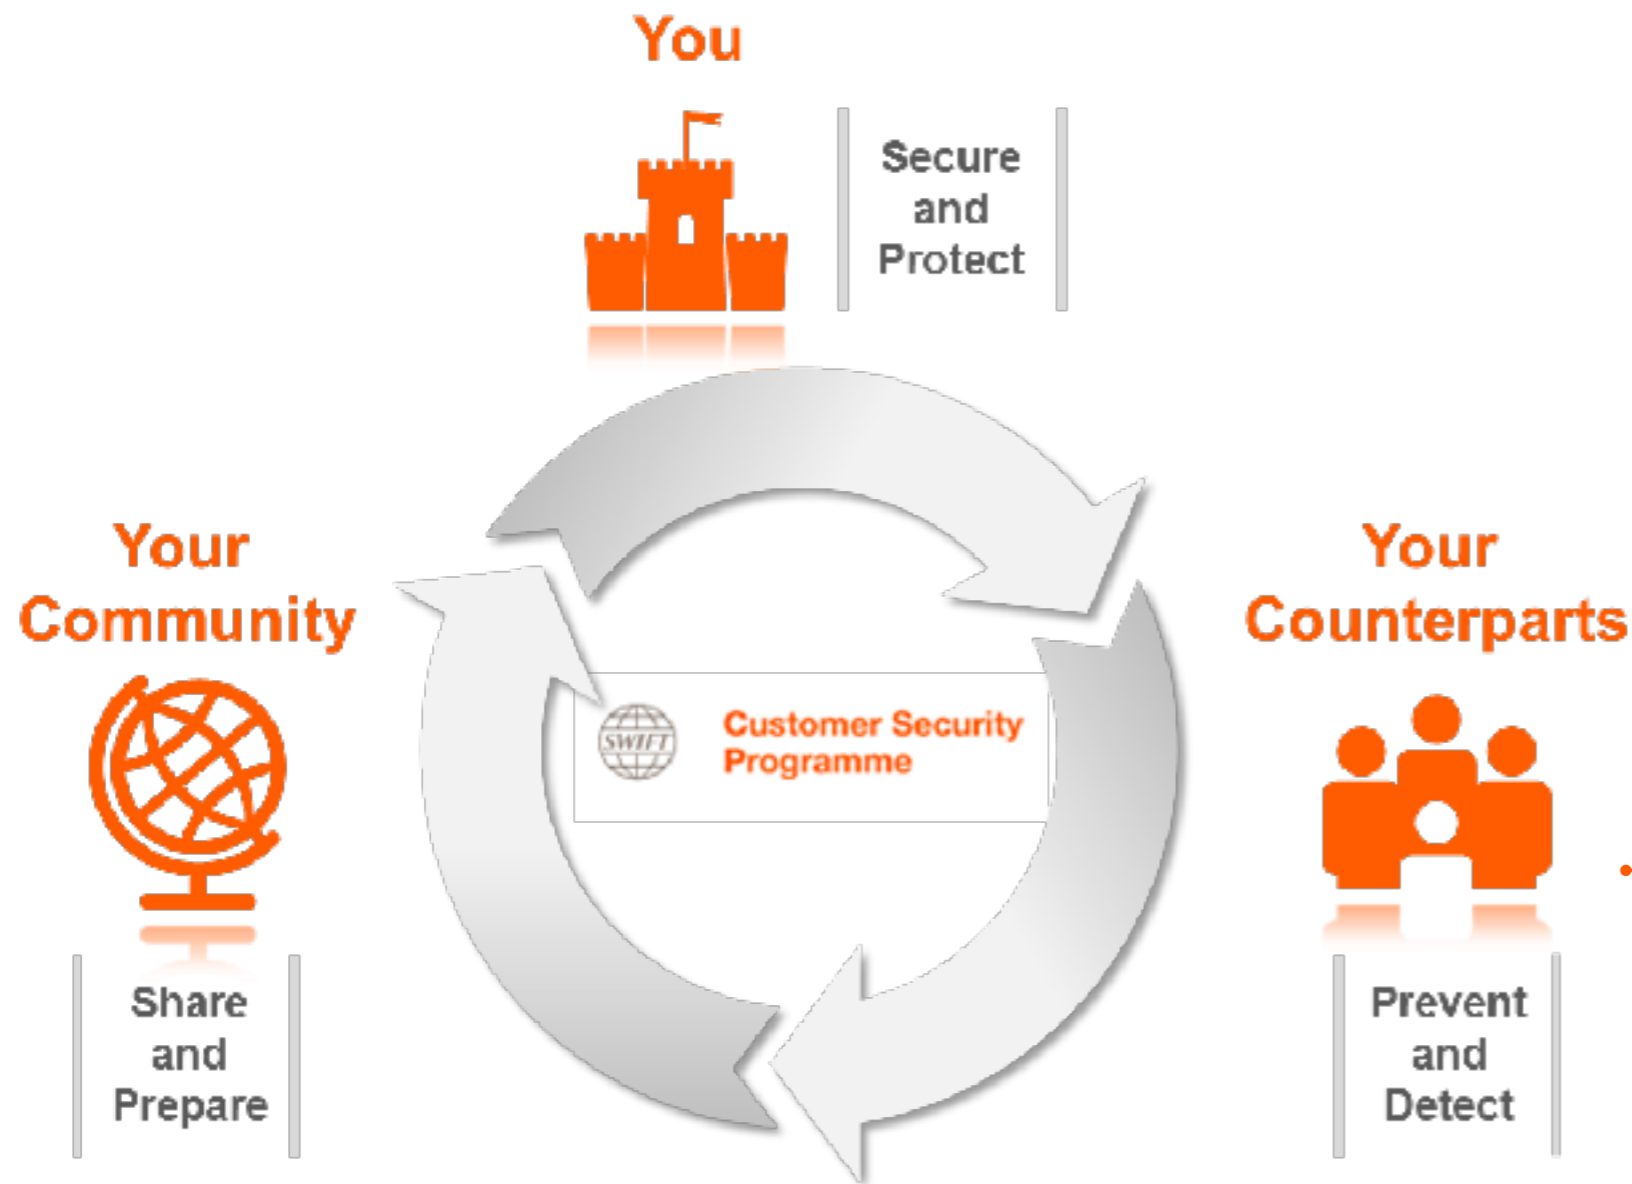 You
Secure
and
Protect
Your
Community
Your
Counterparts
SWIFT
Customer Security
Programme
Share
and
Prepare
Prevent
and
Detect